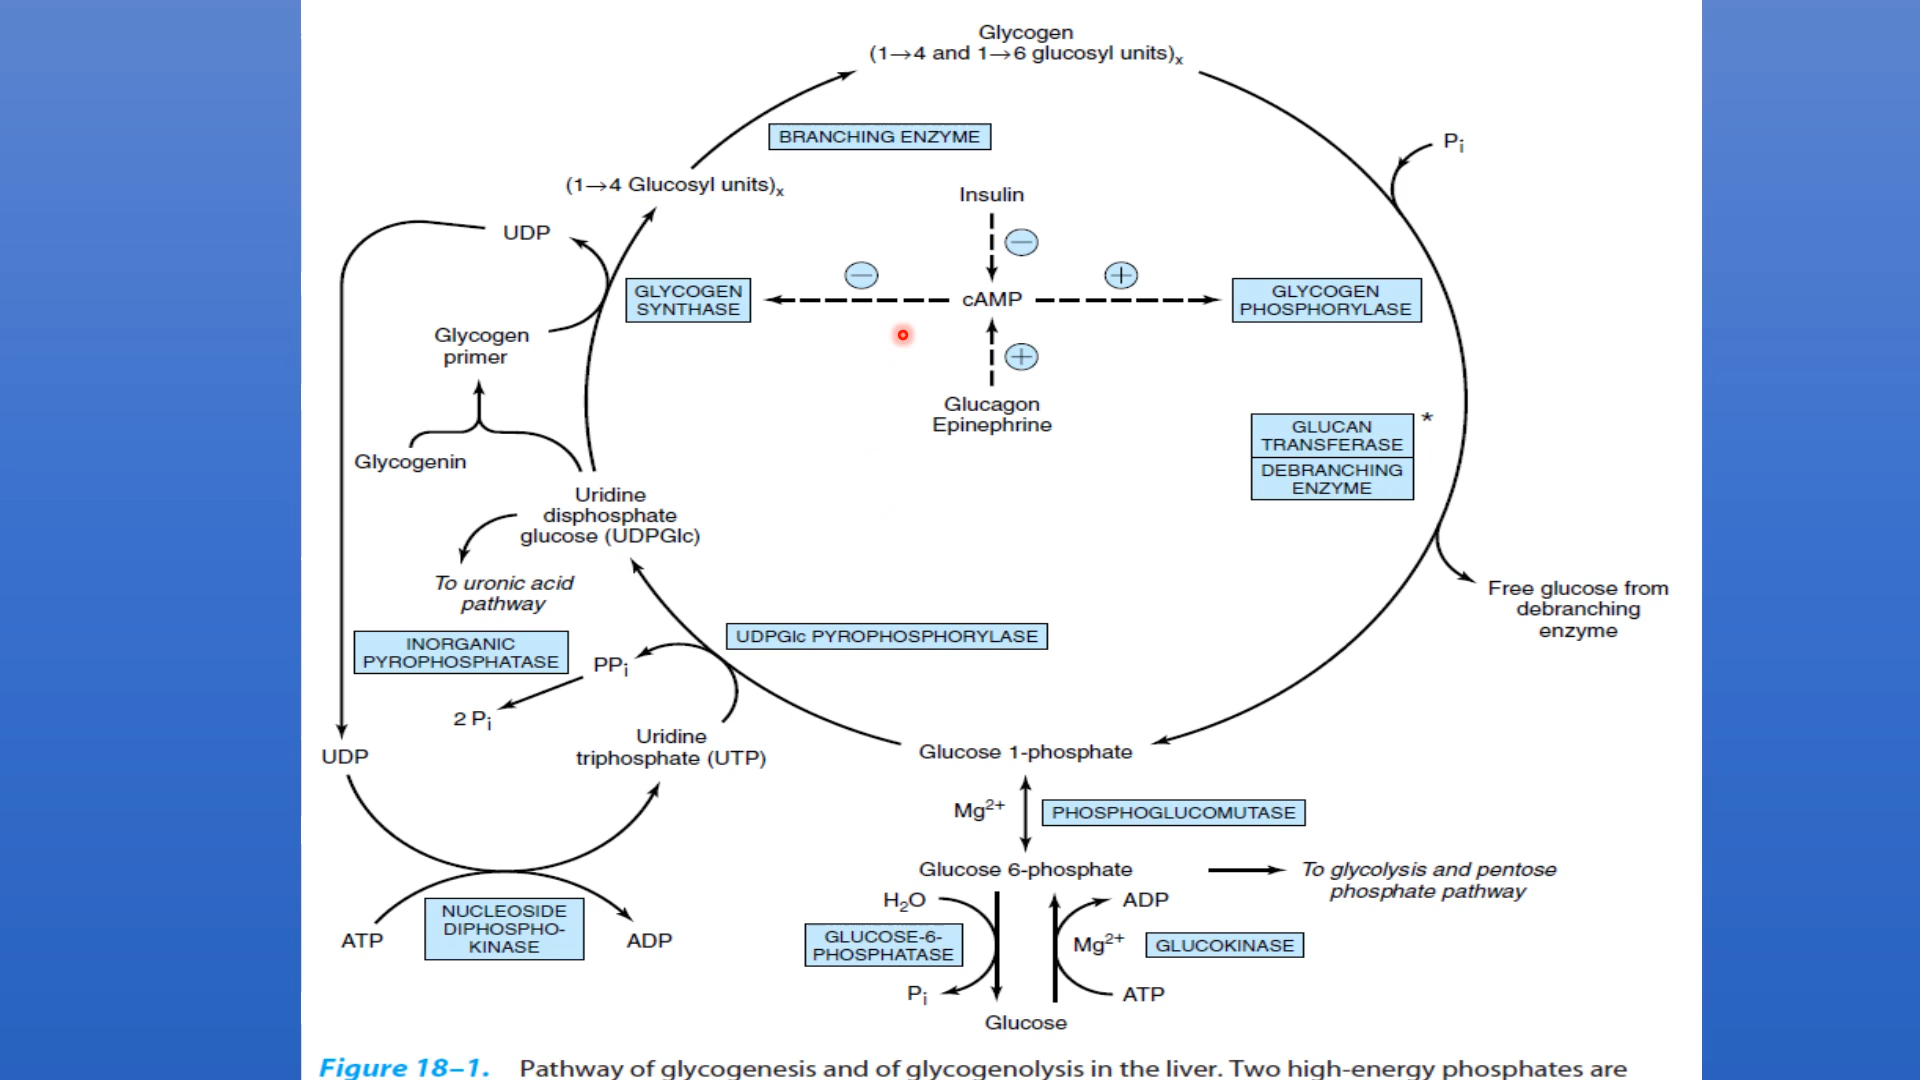 Glycogen
(1→4 and 1→6 glucosyl units)x
BRANCHING ENZYME
Pi
(1→4 Glucosyl units)x
Insulin
UDP
−
−
+
GLYCOGEN
SYNTHASE
cAMP
GLYCOGEN
PHOSPHORYLASE
Glycogen
primer
+
Glucagon
Epinephrine
GLUCAN
TRANSFERASE
*
DEBRANCHING
ENZYME
Glycogenin
Uridine
disphosphate
glucose (UDPGlc)
To uronic acid
pathway
Free glucose from
debranching
enzyme
INORGANIC
PYROPHOSPHATASE
UDPGlc PYROPHOSPHORYLASE
PPi
2 Pi
Uridine
triphosphate (UTP)
UDP
Glucose 1-phosphate
Mg2+
PHOSPHOGLUCOMUTASE
Glucose 6-phosphate
To glycolysis and pentose
phosphate pathway
H2O
ADP
NUCLEOSIDE
DIPHOSPHO-
KINASE
ATP
ADP
GLUCOSE-6-
PHOSPHATASE
Mg2+
GLUCOKINASE
Pi
ATP
Glucose
Figure 18–1. Pathway of glycogenesis and of glycogenolysis in the liver. Two high-energy phosphates are